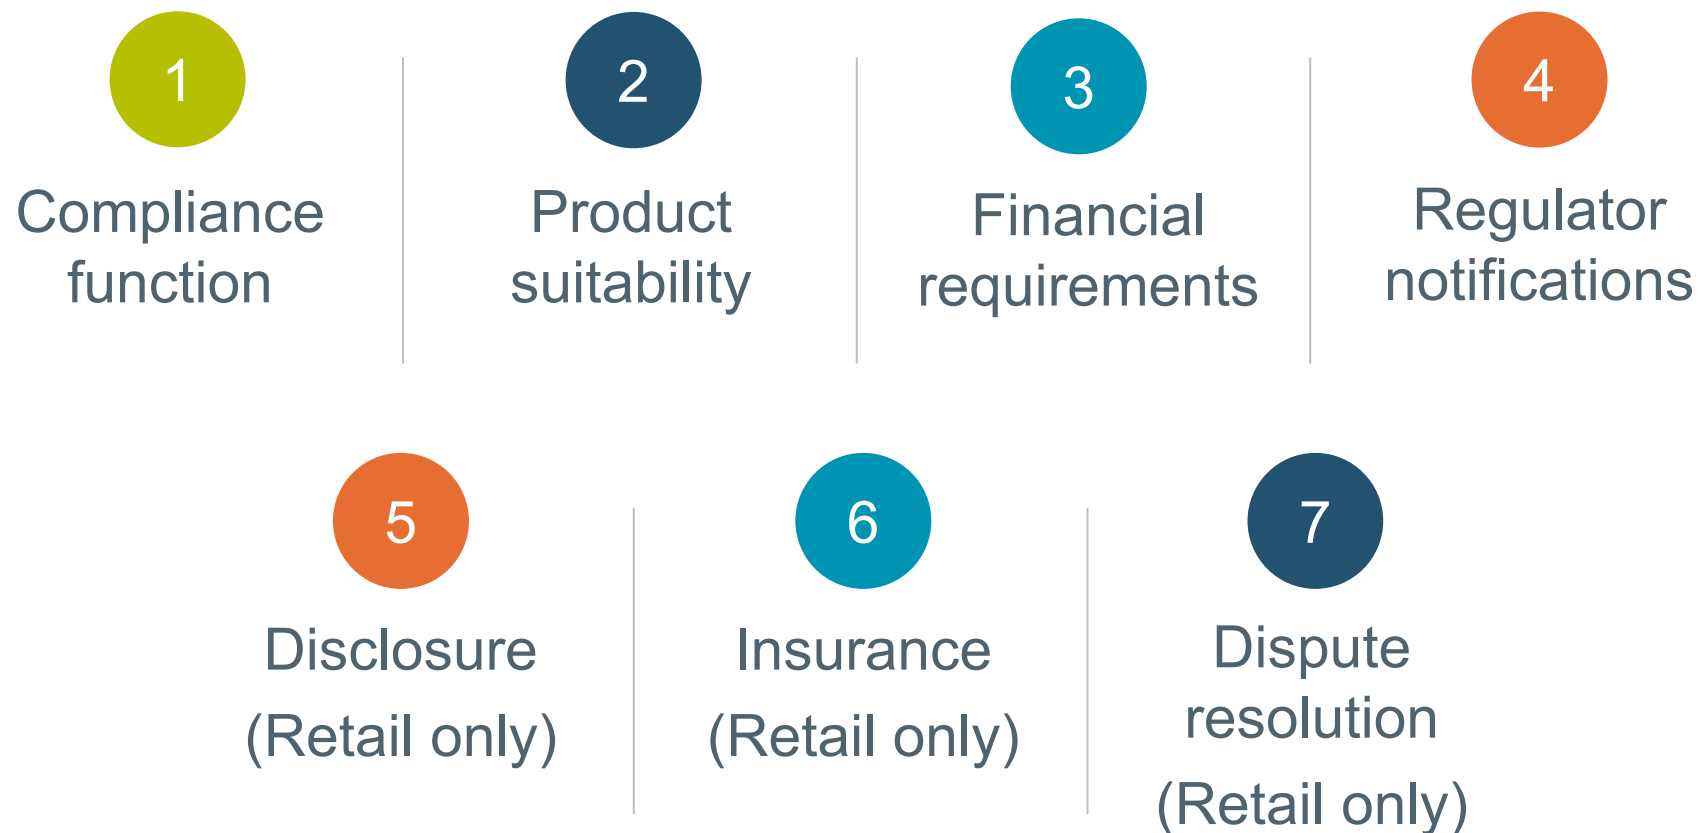 1
Compliance
function
2
Product
suitability
3
Financial
requirements
4
Regulator
notifications
5
Disclosure
(Retail only)
6
Insurance
(Retail only)
7
Dispute
resolution
(Retail only)